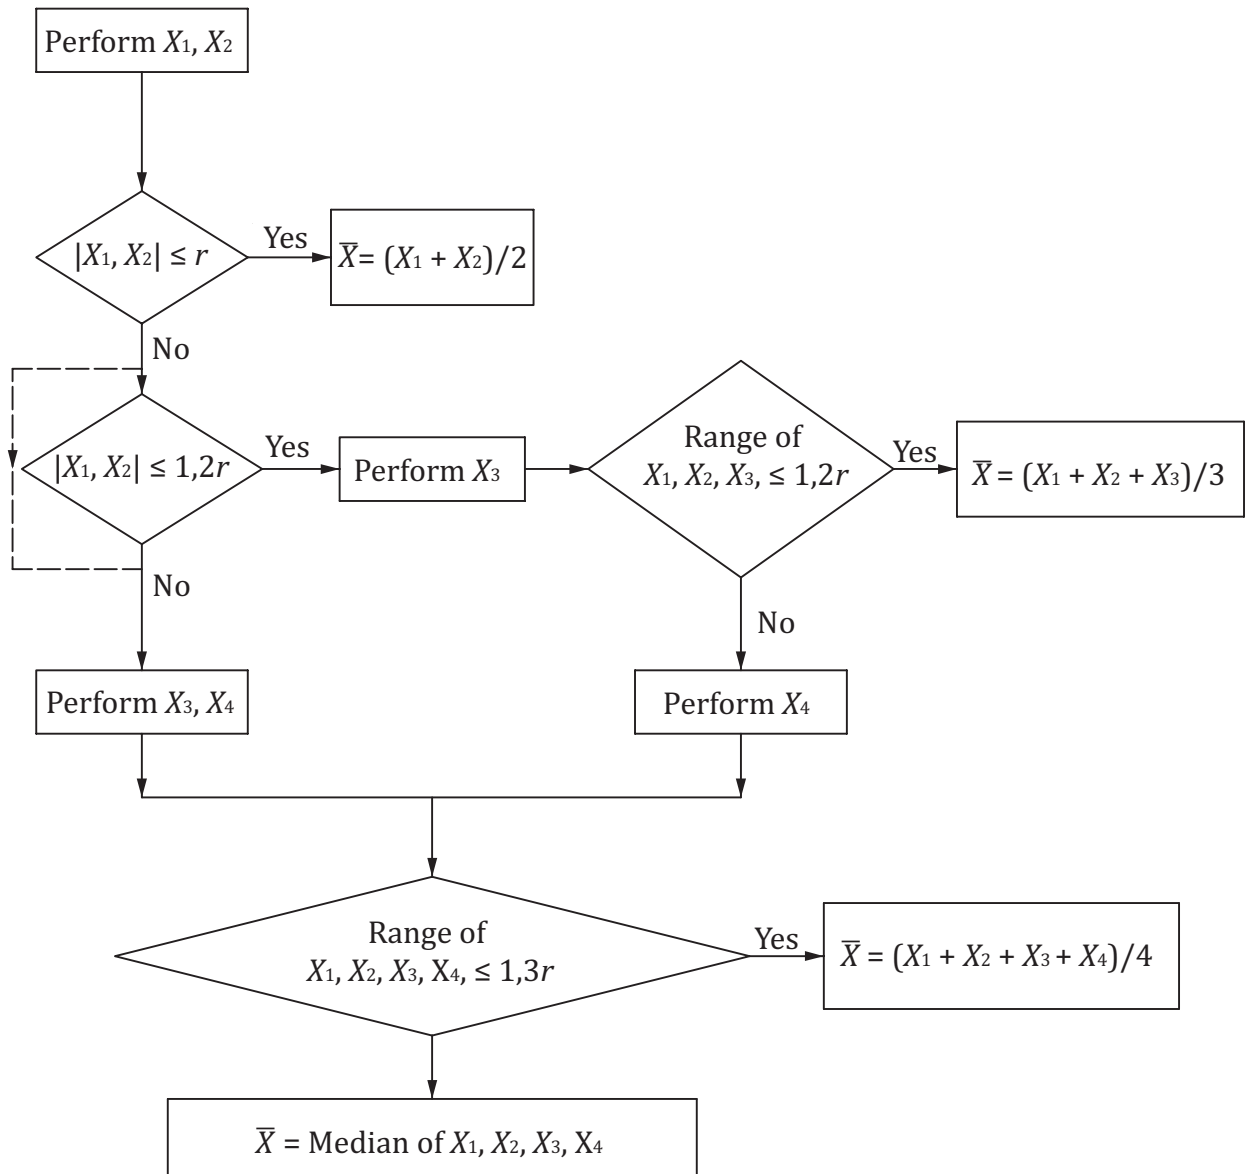 Perform X₁, X₂
|X₁, X₂| ≤ r
Yes
X̅ = (X₁ + X₂)/2
No
|X₁, X₂| ≤ 1,2r
Yes
Perform X₃
Range of
X₁, X₂, X₃, ≤ 1,2r
Yes
X̅ = (X₁ + X₂ + X₃)/3
No
No
Perform X₃, X₄
Perform X₄
Range of
X₁, X₂, X₃, X₄, ≤ 1,3r
Yes
X̅ = (X₁ + X₂ + X₃ + X₄)/4
X̅ = Median of X₁, X₂, X₃, X₄